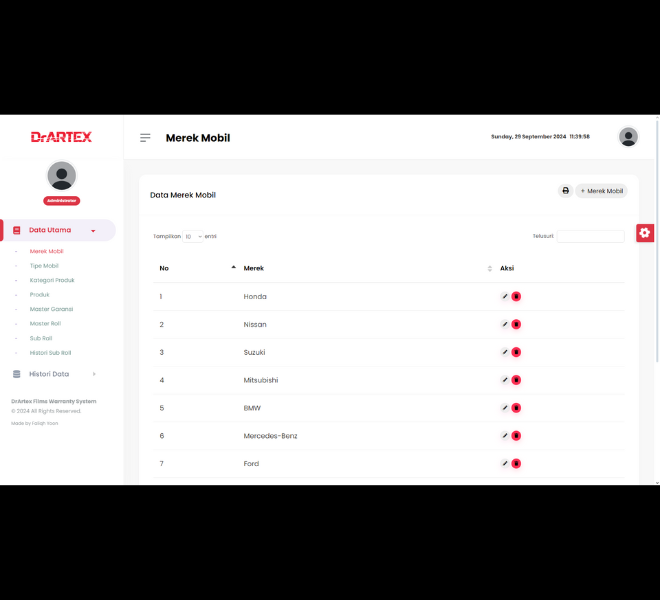 DrARTEX
Merek Mobil
Sunday, 29 September 2024 11:39:58
Administrator
Data Utama
- Merek Mobil
- Tipe Mobil
- Kategori Produk
- Produk
- Master Garansi
- Master Roll
- Sub Roll
- Histori Sub Roll
Histori Data
DrArtex Films Warranty System
© 2024 All Rights Reserved.
Made by
Data Merek Mobil
+ Merek Mobil
Tampilkan 10 entri
Telusuri
No Merek Aksi
1 Honda
2 Nissan
3 Suzuki
4 Mitsubishi
5 BMW
6 Mercedes-Benz
7 Ford